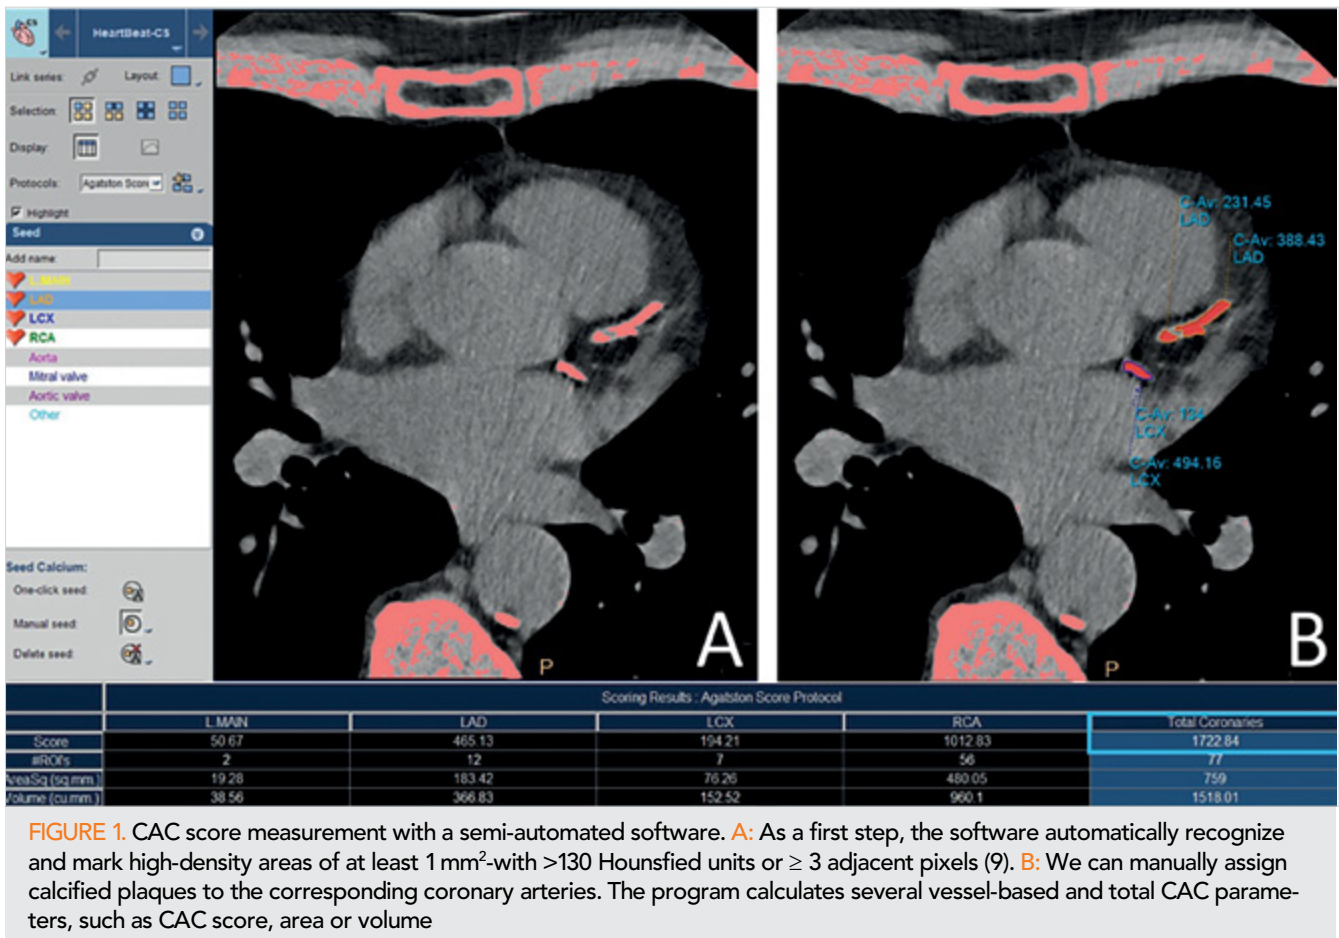 CS
HeartBeat-CS
Link series:
Layout:
Selection:
Display:
Protocols:
Agatston Score
Highlight
Seed
Add name:
L.MAIN
LAD
LCX
RCA
Aorta
Mitral valve
Aortic valve
Other
Seed Calcium:
One-click seed:
Manual seed:
Delete seed:
A
P
C-Av: 231.45
LAD
C-Av: 388.43
LAD
C-Av: 134
LCX
C-Av: 494.16
LCX
B
P
Scoring Results : Agatston Score Protocol
L.MAIN LAD LCX RCA Total Coronaries
Score 50.67 465.13 194.21 1012.83 1722.84
#ROI's 2 12 7 56 77
AreaSq (sq.mm.) 19.28 183.42 76.26 480.05 759
Volume (cu.mm.) 38.56 366.83 152.52 960.1 1518.01
FIGURE 1. CAC score measurement with a semi-automated software. A: As a first step, the software automatically recognize
and mark high-density areas of at least 1 mm²-with >130 Hounsfied units or ≥ 3 adjacent pixels (9). B: We can manually assign
calcified plaques to the corresponding coronary arteries. The program calculates several vessel-based and total CAC parame-
ters, such as CAC score, area or volume